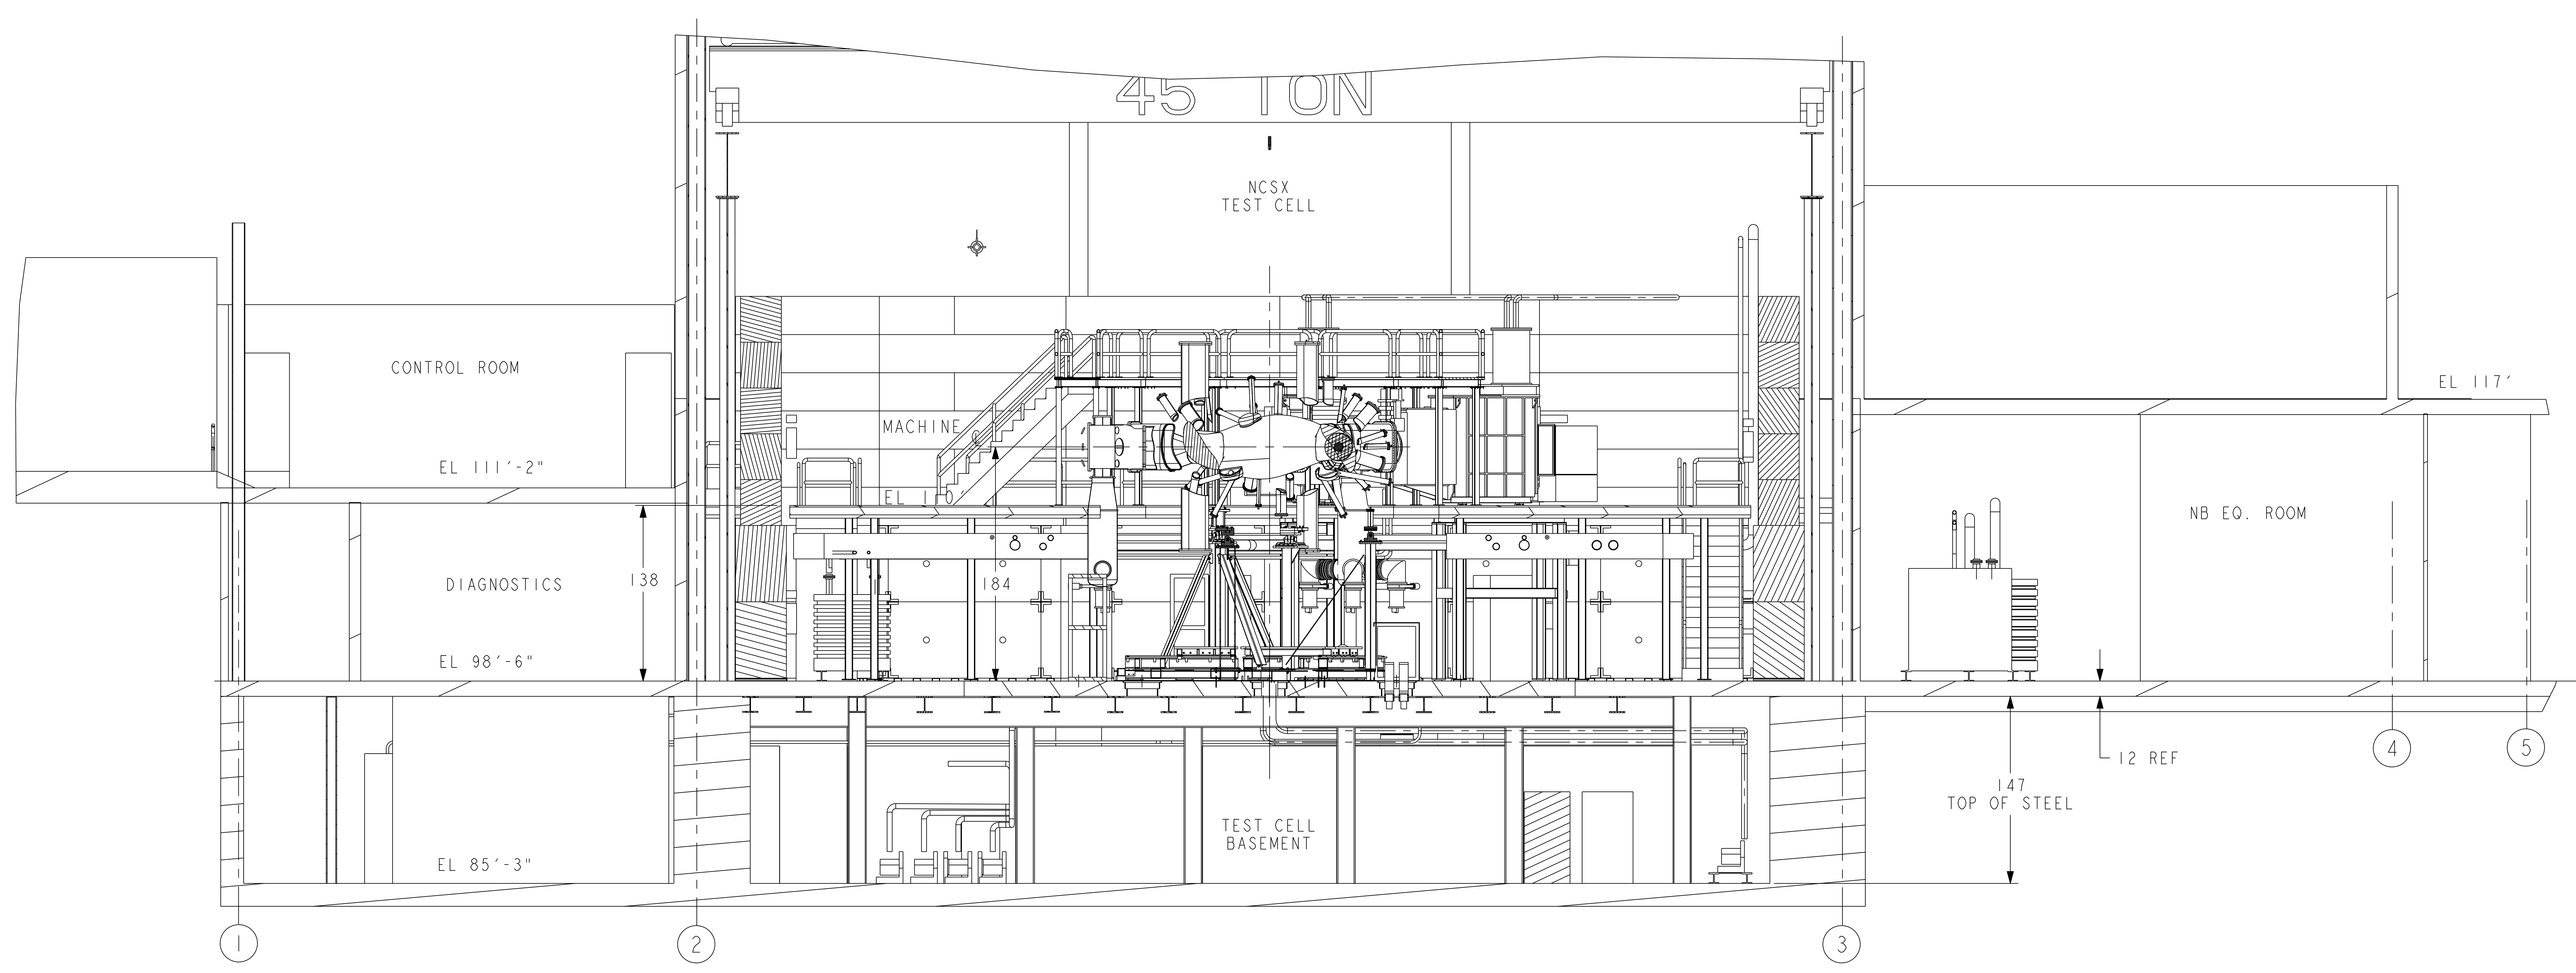 45 TON
NCSX
TEST CELL
CONTROL ROOM
EL 117'
MACHINE ℄
EL 111'-2"
EL 110'
NB EQ. ROOM
DIAGNOSTICS
138
184
EL 98'-6"
12 REF
147
TOP OF STEEL
TEST CELL
BASEMENT
EL 85'-3"
1
2
3
4
5